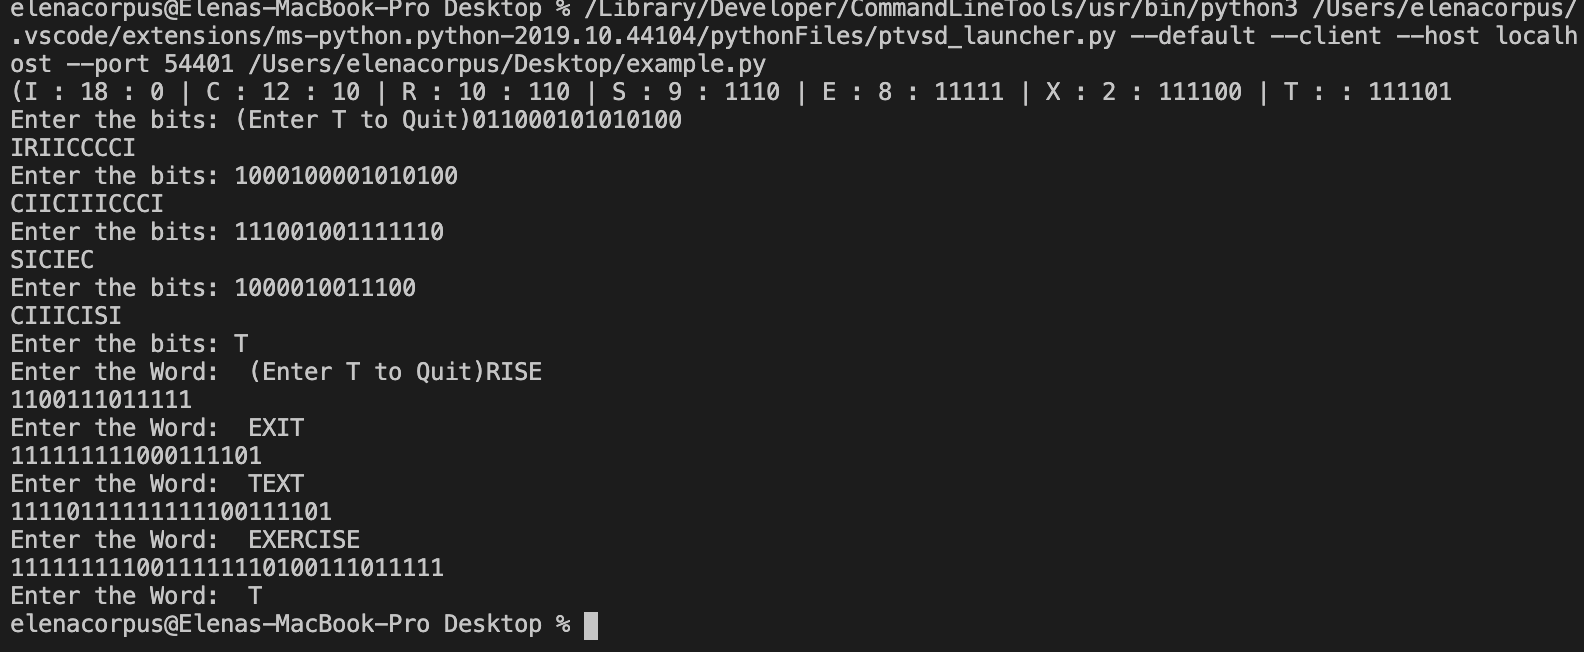 elenacorpus@Elenas-MacBook-Pro Desktop % /Library/Developer/CommandLineTools/usr/bin/python3 /Users/elenacorpus/
.vscode/extensions/ms-python.python-2019.10.44104/pythonFiles/ptvsd_launcher.py --default --client --host localh
ost --port 54401 /Users/elenacorpus/Desktop/example.py
(I : 18 : 0 | C : 12 : 10 | R : 10 : 110 | S : 9 : 1110 | E : 8 : 11111 | X : 2 : 111100 | T : : 111101
Enter the bits: (Enter T to Quit)011000101010100
IRIICCCCI
Enter the bits: 1000100001010100
CIICIIICCCI
Enter the bits: 111001001111110
SICIEC
Enter the bits: 1000010011100
CIIICISI
Enter the bits: T
Enter the Word:  (Enter T to Quit)RISE
1100111011111
Enter the Word:  EXIT
111111111000111101
Enter the Word:  TEXT
11110111111111100111101
Enter the Word:  EXERCISE
1111111110011111110100111011111
Enter the Word:  T
elenacorpus@Elenas-MacBook-Pro Desktop %